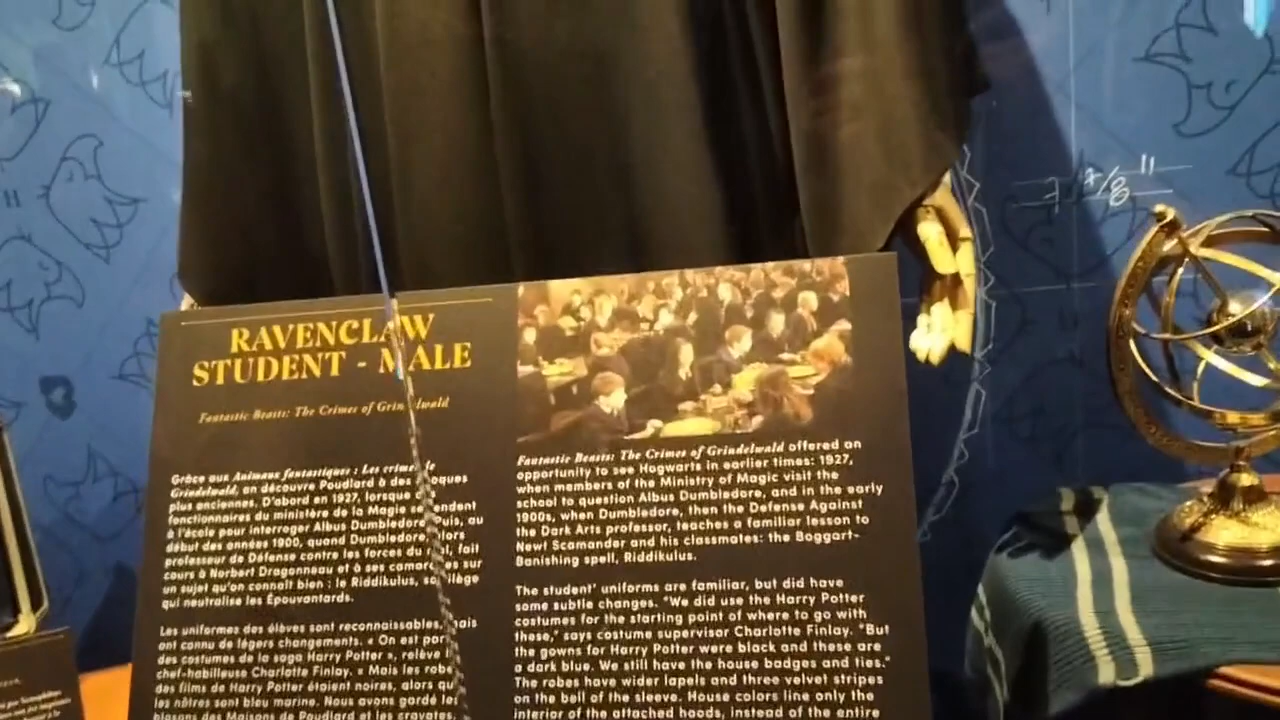 RAVENCLAW
STUDENT - MALE
Fantastic Beasts: The Crimes of Grindelwald
Grâce aux Animaux fantastiques : Les crimes de
Grindelwald, on découvre Poudlard à des époques
plus anciennes. D'abord en 1927, lorsque
fonctionnaires du ministère de la Magie se rendent
à l'école pour interroger Albus Dumbledore. Puis, au
début des années 1900, quand Dumbledore, alors
professeur de Défense contre les forces du fait
cours à Norbert Dragonneau et à ses camarades sur
un sujet qu'on connaît bien : le Riddikulus, sortilège
qui neutralise les Épouvantards.
Les uniformes des élèves sont reconnaissables, mais
ont connu de légers changements. « On est parti
des costumes de la saga Harry Potter », relève
chef-habilleuse Charlotte Finlay. « Mais les robes
des films de Harry Potter étaient noires, alors que
les nôtres sont bleu marine. Nous avons gardé les
blasons des Maisons de Poudlard et les cravates.
Fantastic Beasts: The Crimes of Grindelwald offered an
opportunity to see Hogwarts in earlier times: 1927,
when members of the Ministry of Magic visit the
school to question Albus Dumbledore, and in the early
1900s, when Dumbledore, then the Defense Against
the Dark Arts professor, teaches a familiar lesson to
Newt Scamander and his classmates: the Boggart-
Banishing spell, Riddikulus.
The student' uniforms are familiar, but did have
some subtle changes. "We did use the Harry Potter
costumes for the starting point of where to go with
these," says costume supervisor Charlotte Finlay. "But
the gowns for Harry Potter were black and these are
a dark blue. We still have the house badges and ties."
The robes have wider lapels and three velvet stripes
on the bell of the sleeve. House colors line only the
interior of the attached hoods, instead of the entire
7 7/8"